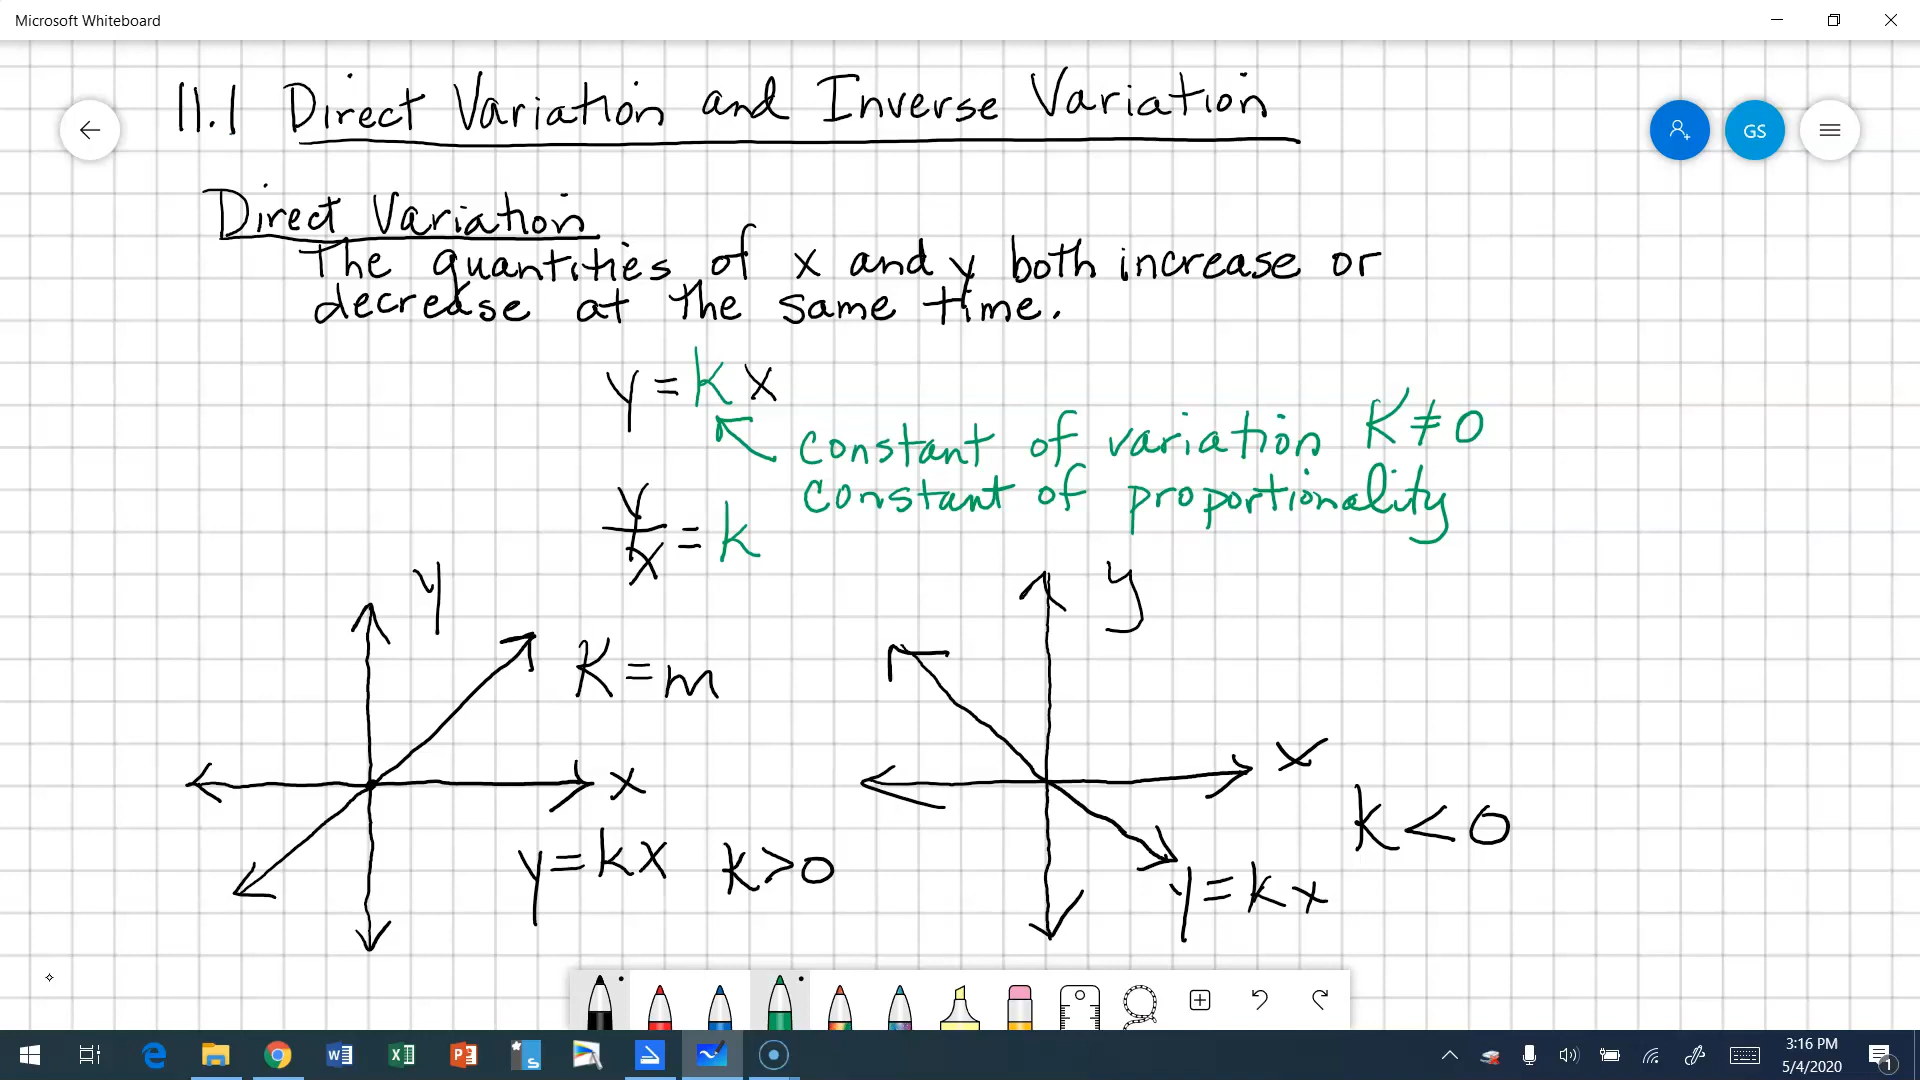 Microsoft Whiteboard
11.1 Direct Variation and Inverse Variation
GS
Direct Variation
The quantities of x and y both increase or
decrease at the same time.
y = kx
constant of variation K ≠ 0
constant of proportionality
y/x = k
y
K = m
x
y = kx k > 0
y
x
k < 0
y = kx
3:16 PM
5/4/2020
1